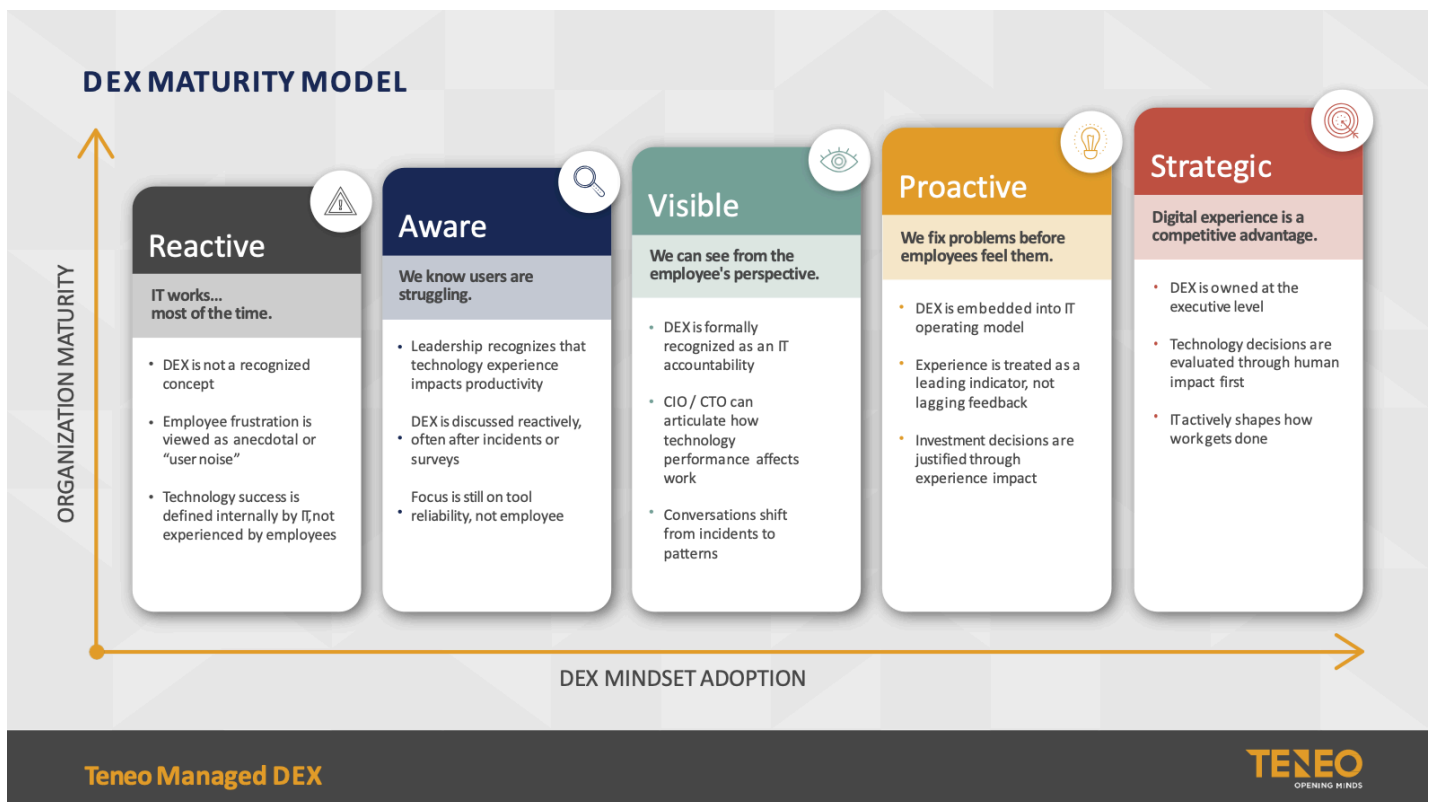 DEX MATURITY MODEL
ORGANIZATION MATURITY
Reactive
IT works...
most of the time.
• DEX is not a recognized
concept
• Employee frustration is
viewed as anecdotal or
“user noise”
• Technology success is
defined internally by IT, not
experienced by employees
Aware
We know users are
struggling.
• Leadership recognizes that
technology experience
impacts productivity
DEX is discussed reactively,
• often after incidents or
surveys
Focus is still on tool
• reliability, not employee
Visible
We can see from the
employee's perspective.
• DEX is formally
recognized as an IT
accountability
• CIO / CTO can
articulate how
technology
performance affects
work
• Conversations shift
from incidents to
patterns
Proactive
We fix problems before
employees feel them.
• DEX is embedded into IT
operating model
• Experience is treated as a
leading indicator, not
lagging feedback
• Investment decisions are
justified through
experience impact
Strategic
Digital experience is a
competitive advantage.
• DEX is owned at the
executive level
• Technology decisions are
evaluated through human
impact first
• IT actively shapes how
work gets done
DEX MINDSET ADOPTION
Teneo Managed DEX
TENEO
OPENING MINDS